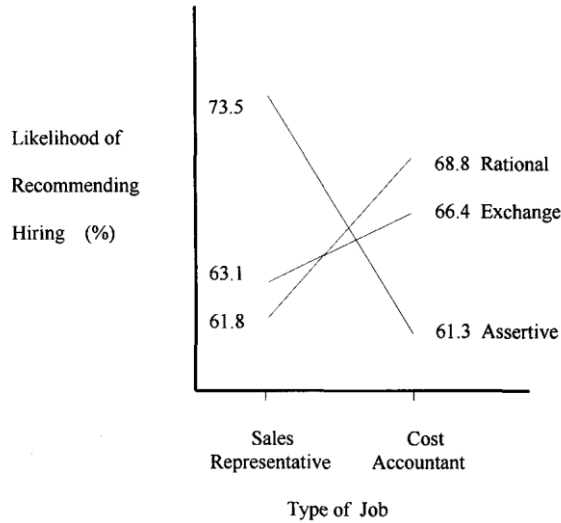 73.5
Likelihood of
Recommending
Hiring (%)
68.8 Rational
66.4 Exchange
63.1
61.8
61.3 Assertive
Sales
Representative
Cost
Accountant
Type of Job